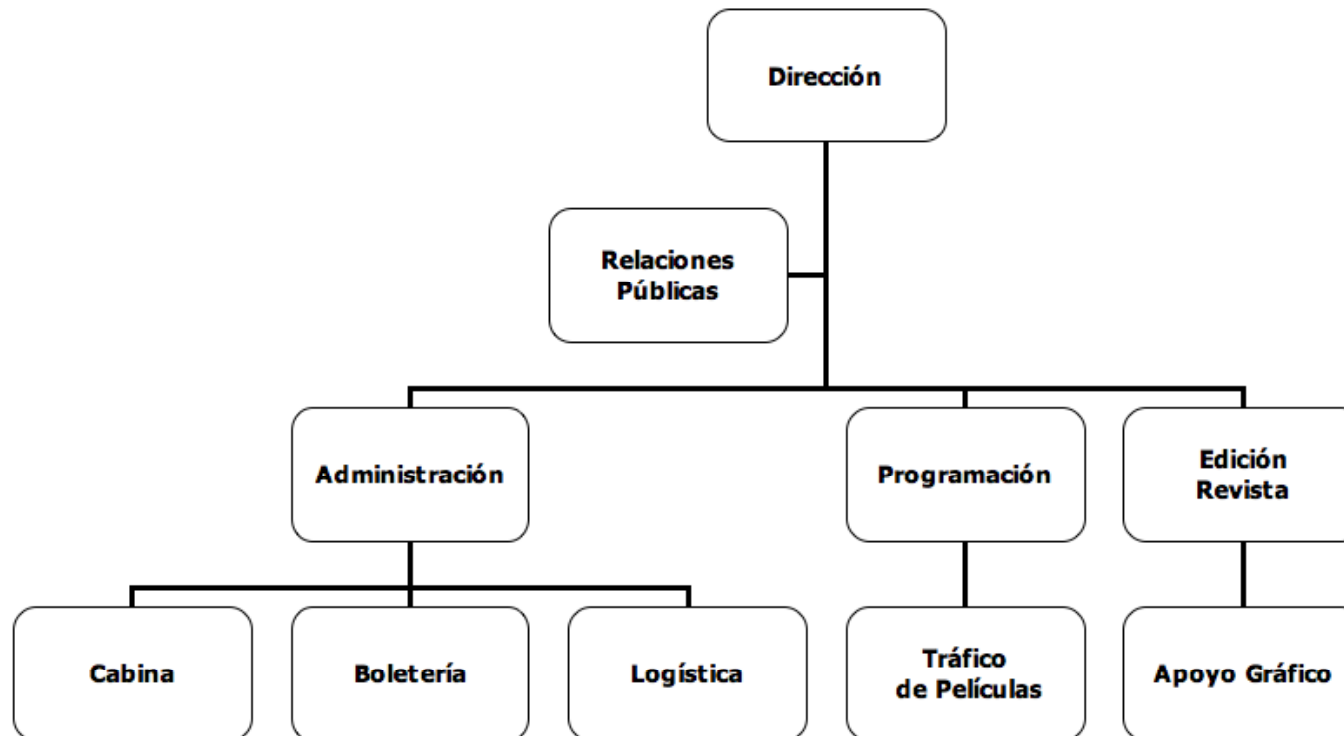 Dirección
Relaciones
Públicas
Administración
Programación
Edición
Revista
Cabina
Boletería
Logística
Tráfico
de Películas
Apoyo Gráfico